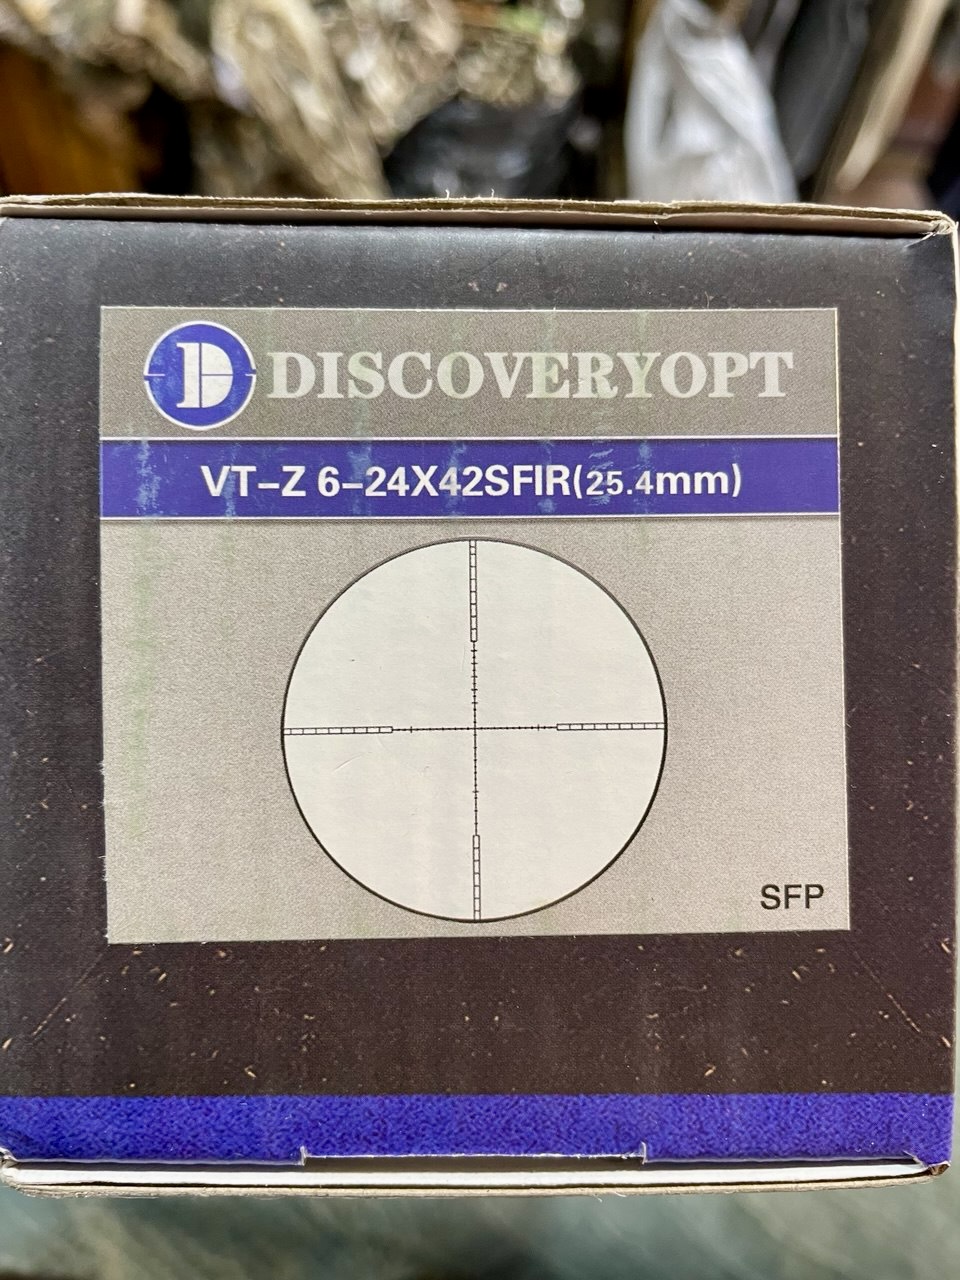 D DISCOVERYOPT
VT-Z 6-24X42SFIR(25.4mm)
SFP